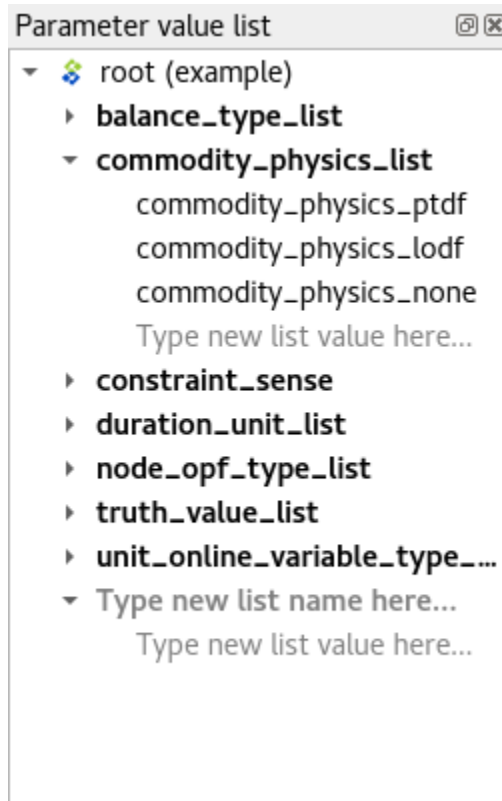 Parameter value list
root (example)
balance_type_list
commodity_physics_list
commodity_physics_ptdf
commodity_physics_lodf
commodity_physics_none
Type new list value here...
constraint_sense
duration_unit_list
node_opf_type_list
truth_value_list
unit_online_variable_type_...
Type new list name here...
Type new list value here...